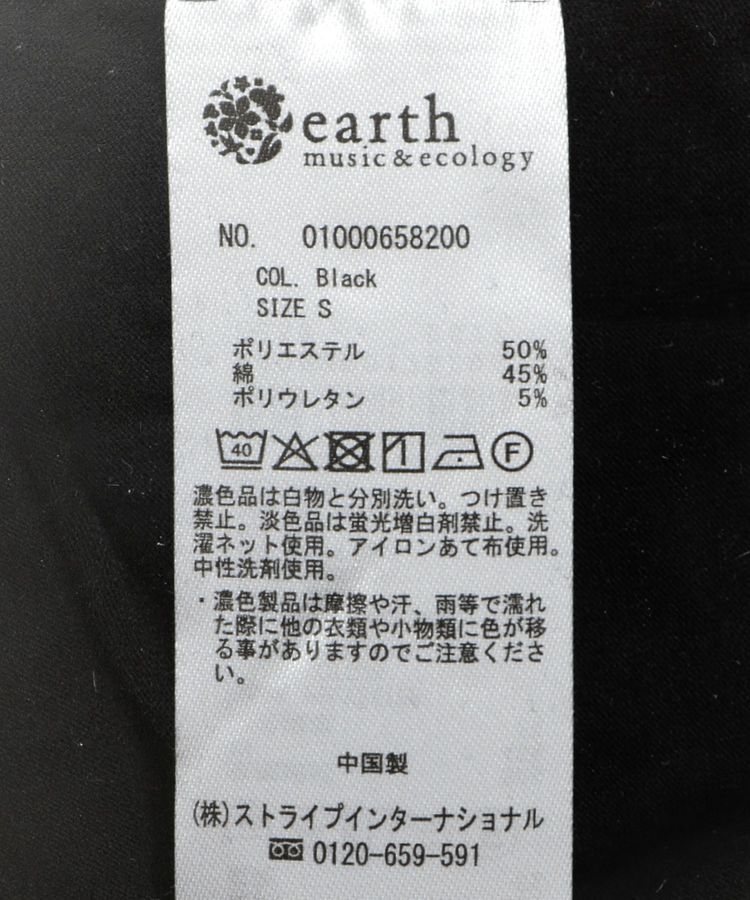 earth
music&ecology
NO. 01000658200
COL. Black
SIZE S
ポリエステル 50%
綿 45%
ポリウレタン 5%
40 F
濃色品は白物と分別洗い。つけ置き
禁止。淡色品は蛍光増白剤禁止。洗
濯ネット使用。アイロンあて布使用。
中性洗剤使用。
・濃色製品は摩擦や汗、雨等で濡れ
た際に他の衣類や小物類に色が移
る事がありますのでご注意くださ
い。
中国製
(株)ストライプインターナショナル
0120-659-591